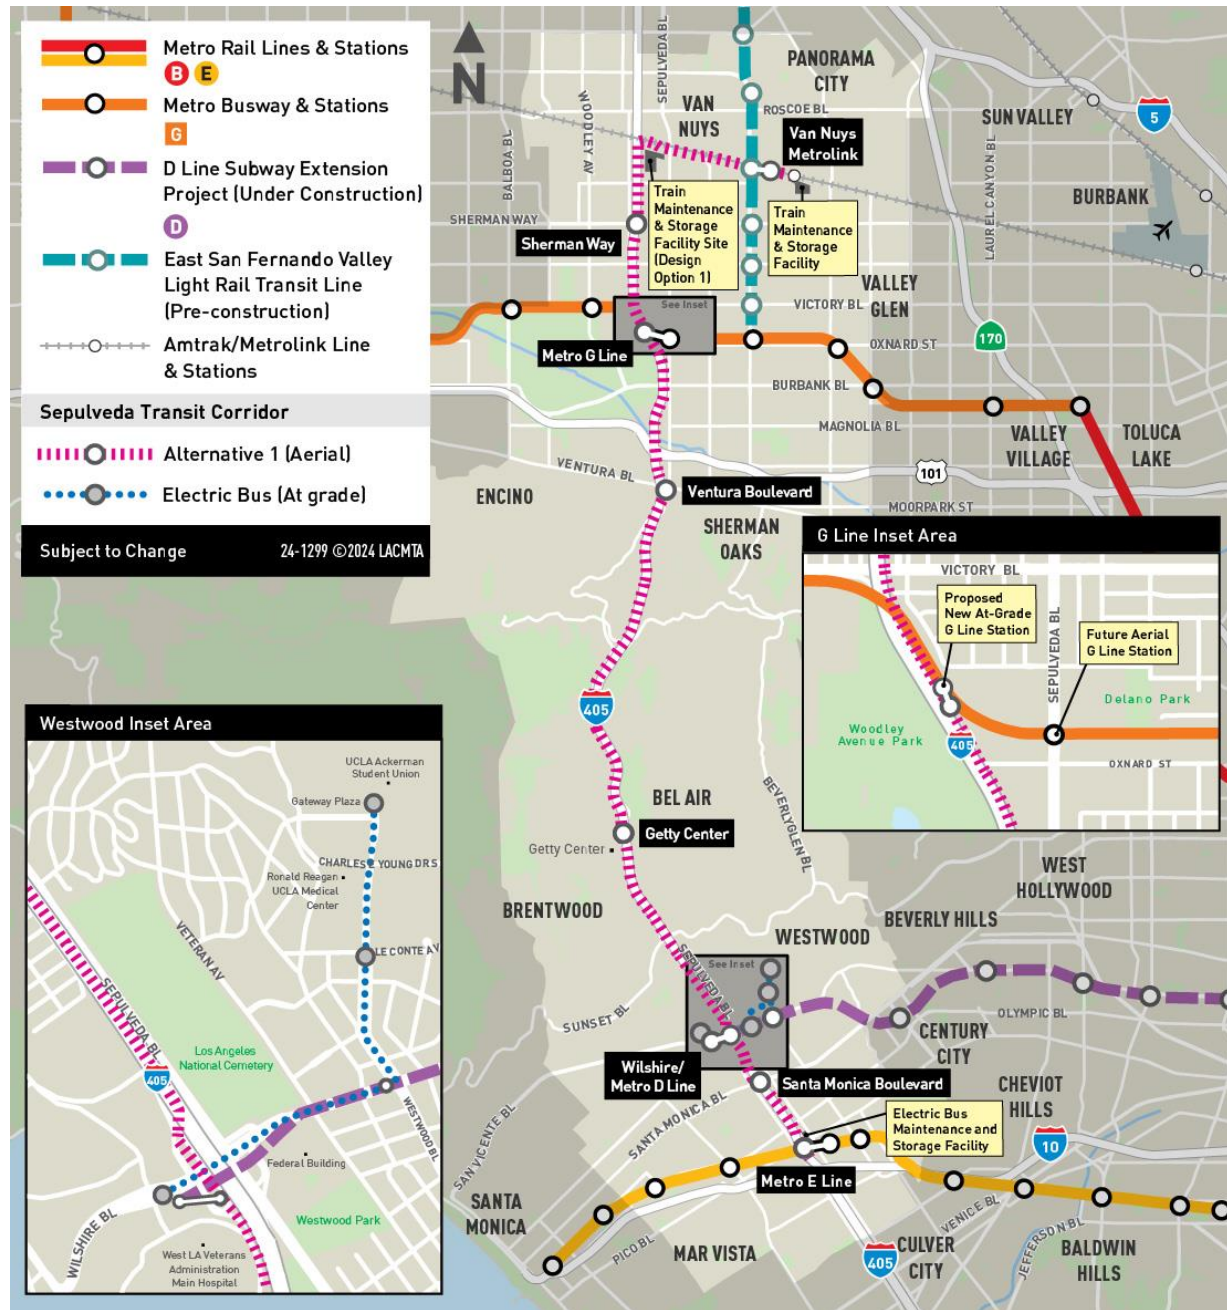 Metro Rail Lines & Stations
B E
Metro Busway & Stations
G
D Line Subway Extension
Project (Under Construction)
D
East San Fernando Valley
Light Rail Transit Line
(Pre-construction)
Amtrak/Metrolink Line
& Stations
Sepulveda Transit Corridor
Alternative 1 (Aerial)
Electric Bus (At grade)
Subject to Change 24-1299 ©2024 LACMTA
N
SEPULVEDA BL
WOODLEY AV
BALBOA BL
PANORAMA
CITY
VAN
NUYS
ROSCOE BL
Van Nuys
Metrolink
SUN VALLEY
5
BURBANK
LAUREL CANYON BL
Train
Maintenance
& Storage
Facility Site
(Design
Option 1)
Train
Maintenance
& Storage
Facility
SHERMAN WAY
Sherman Way
VALLEY
GLEN
See Inset
VICTORY BL
OXNARD ST
170
Metro G Line
BURBANK BL
MAGNOLIA BL
VALLEY
VILLAGE
TOLUCA
LAKE
VENTURA BL
101
ENCINO
Ventura Boulevard
MOORPARK ST
SHERMAN
OAKS
G Line Inset Area
VICTORY BL
Proposed
New At-Grade
G Line Station
SEPULVEDA BL
Future Aerial
G Line Station
Delano Park
Woodley
Avenue Park
405
OXNARD ST
405
BEVERLY GLEN BL
BEL AIR
Getty Center
Getty Center
BRENTWOOD
WEST
HOLLYWOOD
BEVERLY HILLS
WESTWOOD
See Inset
SEPULVEDA BL
SUNSET BL
OLYMPIC BL
CENTURY
CITY
Wilshire/
Metro D Line
Santa Monica Boulevard
CHEVIOT
HILLS
SANTA MONICA BL
SAN VICENTE BL
Electric Bus
Maintenance and
Storage Facility
10
Metro E Line
SANTA
MONICA
PICO BL
MAR VISTA
VENICE BL
JEFFERSON BL
405
CULVER
CITY
BALDWIN
HILLS
Westwood Inset Area
UCLA Ackerman
Student Union
Gateway Plaza
CHARLES E YOUNG DR S
Ronald Reagan
UCLA Medical
Center
LE CONTE AV
VETERAN AV
SEPULVEDA BL
Los Angeles
National Cemetery
405
WESTWOOD BL
Federal Building
WILSHIRE BL
Westwood Park
West LA Veterans
Administration
Main Hospital